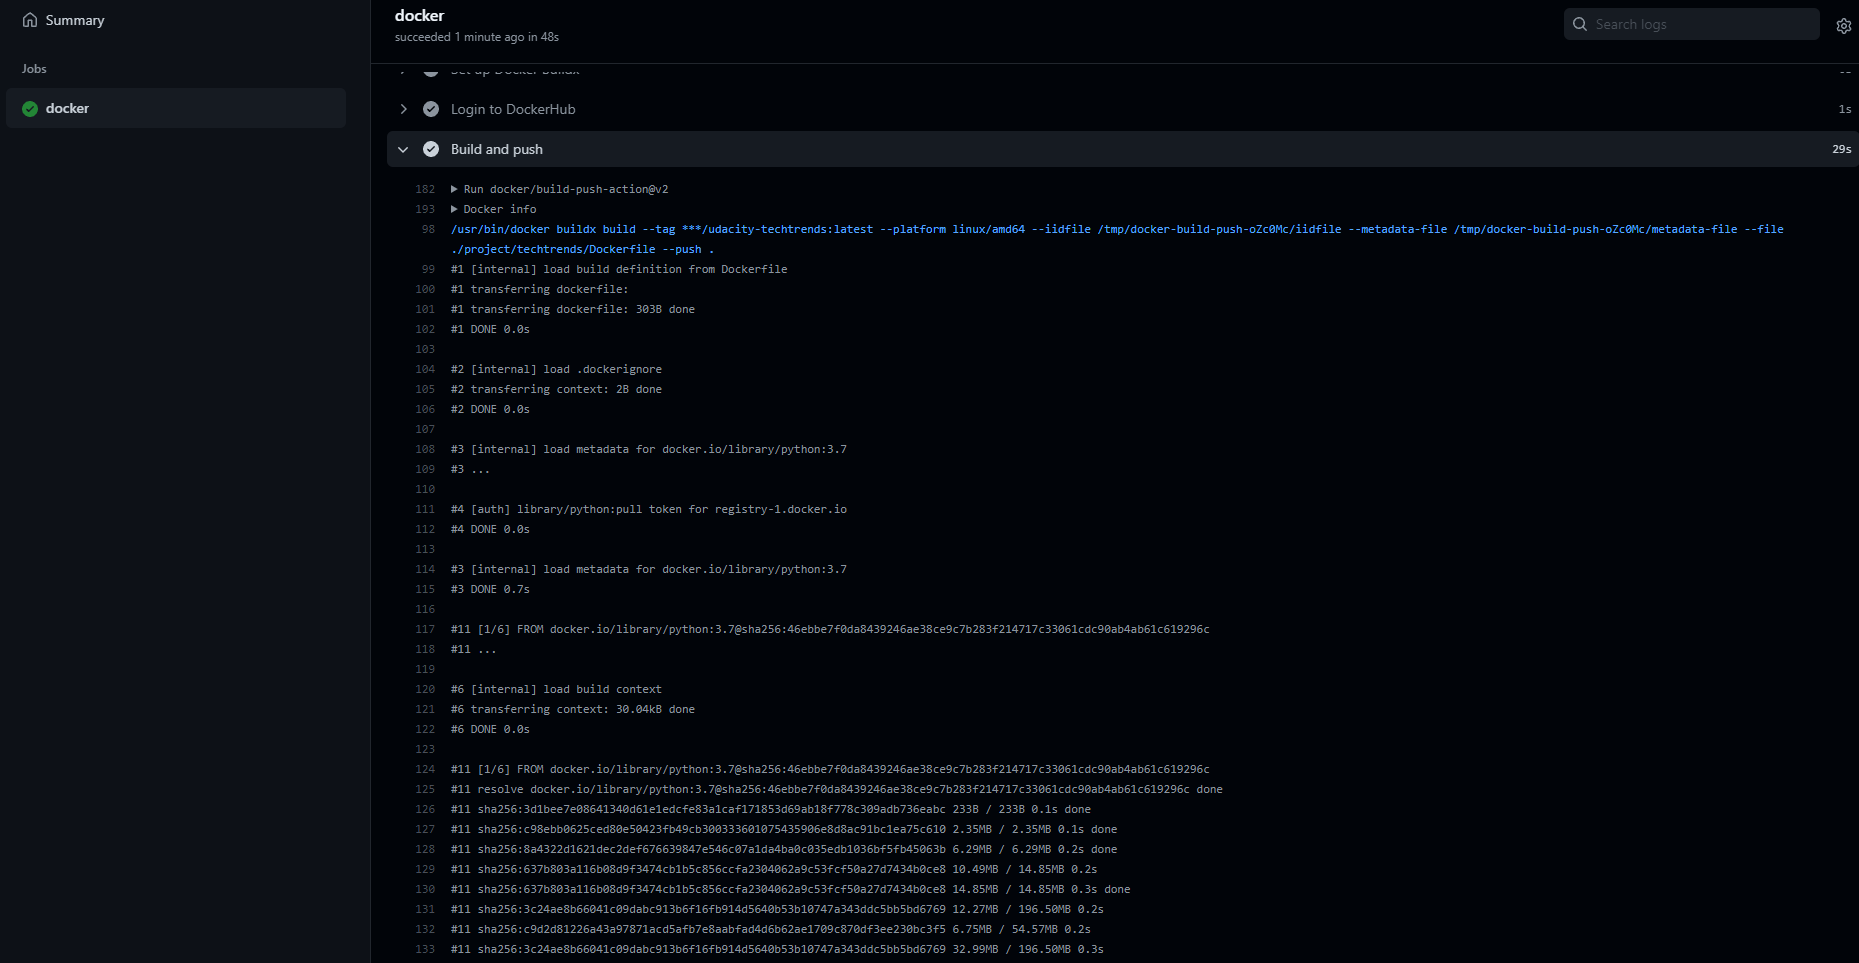 Summary
Jobs
docker
docker
succeeded 1 minute ago in 48s
Search logs
Set up Docker Buildx
Login to DockerHub 1s
Build and push 29s
182 Run docker/build-push-action@v2
193 Docker info
98 /usr/bin/docker buildx build --tag ***/udacity-techtrends:latest --platform linux/amd64 --iidfile /tmp/docker-build-push-oZc0Mc/iidfile --metadata-file /tmp/docker-build-push-oZc0Mc/metadata-file --file
./project/techtrends/Dockerfile --push .
99 #1 [internal] load build definition from Dockerfile
100 #1 transferring dockerfile:
101 #1 transferring dockerfile: 303B done
102 #1 DONE 0.0s
103
104 #2 [internal] load .dockerignore
105 #2 transferring context: 2B done
106 #2 DONE 0.0s
107
108 #3 [internal] load metadata for docker.io/library/python:3.7
109 #3 ...
110
111 #4 [auth] library/python:pull token for registry-1.docker.io
112 #4 DONE 0.0s
113
114 #3 [internal] load metadata for docker.io/library/python:3.7
115 #3 DONE 0.7s
116
117 #11 [1/6] FROM docker.io/library/python:3.7@sha256:46ebbe7f0da8439246ae38ce9c7b283f214717c33061cdc90ab4ab61c619296c
118 #11 ...
119
120 #6 [internal] load build context
121 #6 transferring context: 30.04kB done
122 #6 DONE 0.0s
123
124 #11 [1/6] FROM docker.io/library/python:3.7@sha256:46ebbe7f0da8439246ae38ce9c7b283f214717c33061cdc90ab4ab61c619296c
125 #11 resolve docker.io/library/python:3.7@sha256:46ebbe7f0da8439246ae38ce9c7b283f214717c33061cdc90ab4ab61c619296c done
126 #11 sha256:3d1bee7e08641340d61e1edcfe83a1caf171853d69ab18f778c309adb736eabc 233B / 233B 0.1s done
127 #11 sha256:c98ebb0625ced80e50423fb49cb300333601075435906e8d8ac91bc1ea75c610 2.35MB / 2.35MB 0.1s done
128 #11 sha256:8a4322d1621dec2def676639847e546c07a1da4ba0c035edb1036bf5fb45063b 6.29MB / 6.29MB 0.2s done
129 #11 sha256:637b803a116b08d9f3474cb1b5c856ccfa2304062a9c53fcf50a27d7434b0ce8 10.49MB / 14.85MB 0.2s
130 #11 sha256:637b803a116b08d9f3474cb1b5c856ccfa2304062a9c53fcf50a27d7434b0ce8 14.85MB / 14.85MB 0.3s done
131 #11 sha256:3c24ae8b66041c09dabc913b6f16fb914d5640b53b10747a343ddc5bb5bd6769 12.27MB / 196.50MB 0.2s
132 #11 sha256:c9d2d81226a43a97871acd5afb7e8aabfad4d6b62ae1709c870df3ee230bc3f5 6.75MB / 54.57MB 0.2s
133 #11 sha256:3c24ae8b66041c09dabc913b6f16fb914d5640b53b10747a343ddc5bb5bd6769 32.99MB / 196.50MB 0.3s